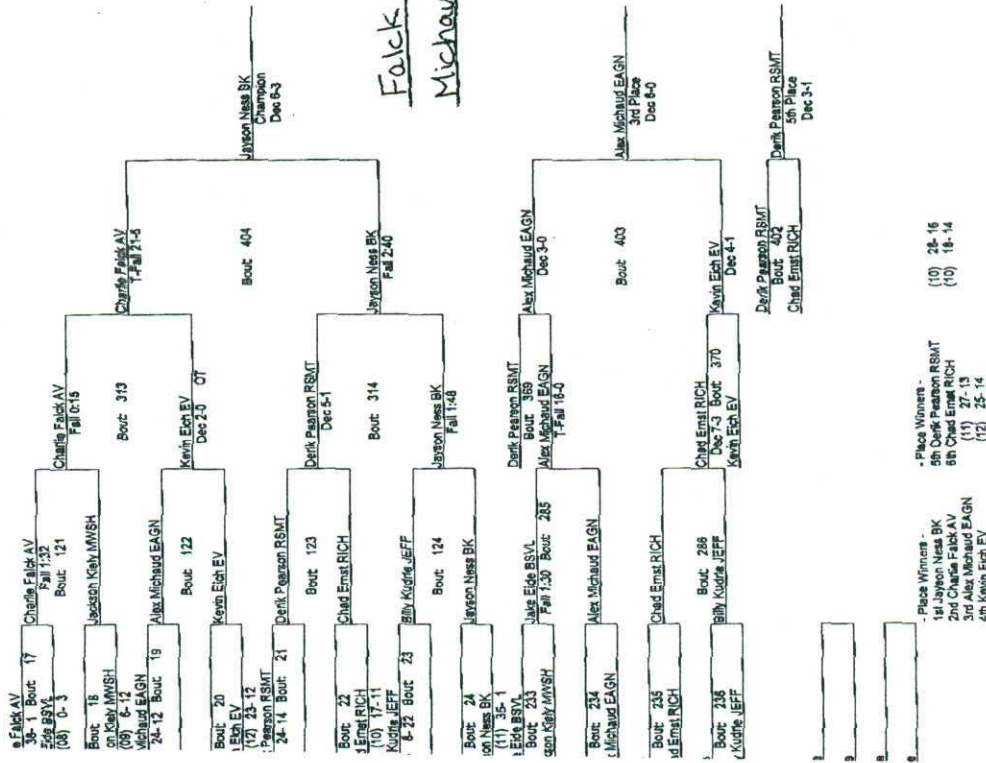 e Falck AV
38- 1 Bout 17
Eide BSVL
(08) 0- 3
Bout 18
on Kiely MWSH
(09) 6- 12
Michaud EAGN
24- 12 Bout 19
Bout 20
Eich EV
(12) 23- 12
Pearson RSMT
24- 14 Bout 21
Bout 22
d Ernst RICH
(10) 17- 11
Kudrle JEFF
8- 22 Bout 23
Bout 24
on Ness BK
(11) 35- 1
Eide BSVL
Bout: 233
son Kiely MWSH
Bout: 234
Michaud EAGN
Bout: 235
d Ernst RICH
Bout: 236
Kudrle JEFF
Charlie Falck AV
Fall 1:32
Bout: 121
Jackson Kiely MWSH
Alex Michaud EAGN
Bout: 122
Kevin Eich EV
Derik Pearson RSMT
Bout: 123
Chad Ernst RICH
Billy Kudrle JEFF
Bout: 124
Jayson Ness BK
Jake Eide BSVL
Fall 1:30 Bout: 285
Alex Michaud EAGN
Chad Ernst RICH
Bout: 286
Billy Kudrle JEFF
Charlie Falck AV
Fall 0:15
Bout: 313
Kevin Eich EV
Dec 2-0 OT
Derik Pearson RSMT
Dec 5-1
Bout: 314
Jayson Ness BK
Fall 1:48
Derik Pearson RSMT
Bout: 369
Alex Michaud EAGN
T-Fall 16-0
Chad Ernst RICH
Dec 7-3 Bout: 370
Kevin Eich EV
Charlie Falck AV
T-Fall 21-6
Bout: 404
Jayson Ness BK
Fall 2:40
Alex Michaud EAGN
Dec 3-0
Bout: 403
Kevin Eich EV
Dec 4-1
Derik Pearson RSMT
Bout: 402
Chad Ernst RICH
Jayson Ness BK
Champion
Dec 6-3
Alex Michaud EAGN
3rd Place
Dec 6-0
Derik Pearson RSMT
5th Place
Dec 3-1
Falck
Michau
- Place Winners -
1st Jayson Ness BK
2nd Charlie Falck AV
3rd Alex Michaud EAGN
4th Kevin Eich EV
- Place Winners -
5th Derik Pearson RSMT
6th Chad Ernst RICH
(11) 27- 13
(12) 25- 14
(10) 28- 16
(10) 18- 14